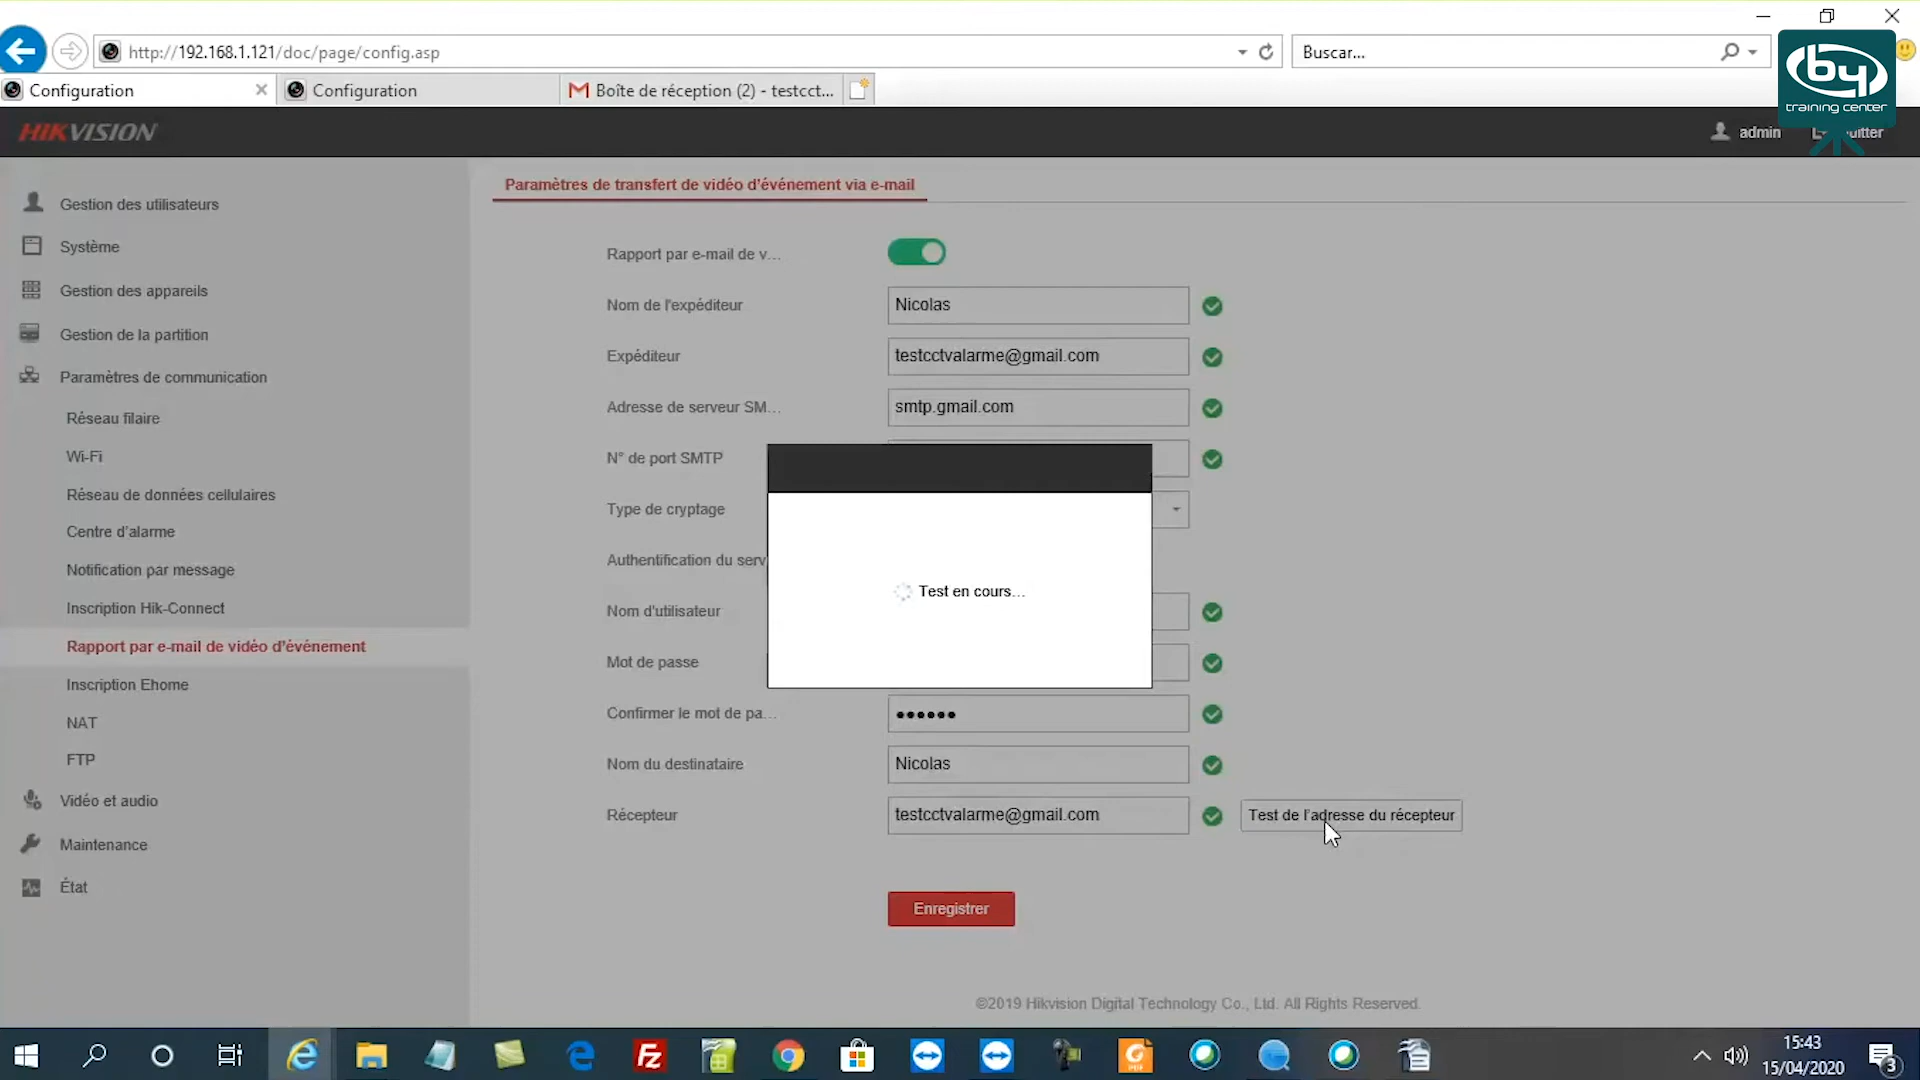 http://192.168.1.121/doc/page/config.asp
Buscar...
Configuration
Configuration
Boîte de réception (2) - testcct...
by
training center
HIKVISION
admin
Gestion des utilisateurs
Système
Gestion des appareils
Gestion de la partition
Paramètres de communication
Réseau filaire
Wi-Fi
Réseau de données cellulaires
Centre d'alarme
Notification par message
Inscription Hik-Connect
Rapport par e-mail de vidéo d'événement
Inscription Ehome
NAT
FTP
Vidéo et audio
Maintenance
État
Paramètres de transfert de vidéo d'événement via e-mail
Rapport par e-mail de v...
Nom de l'expéditeur
Nicolas
Expéditeur
testcctvalarme@gmail.com
Adresse de serveur SM...
smtp.gmail.com
N° de port SMTP
Type de cryptage
Authentification du serv
Nom d'utilisateur
Mot de passe
Test en cours...
Confirmer le mot de pa...
••••••
Nom du destinataire
Nicolas
Récepteur
testcctvalarme@gmail.com
Test de l'adresse du récepteur
Enregistrer
©2019 Hikvision Digital Technology Co., Ltd. All Rights Reserved.
15:43
15/04/2020
3